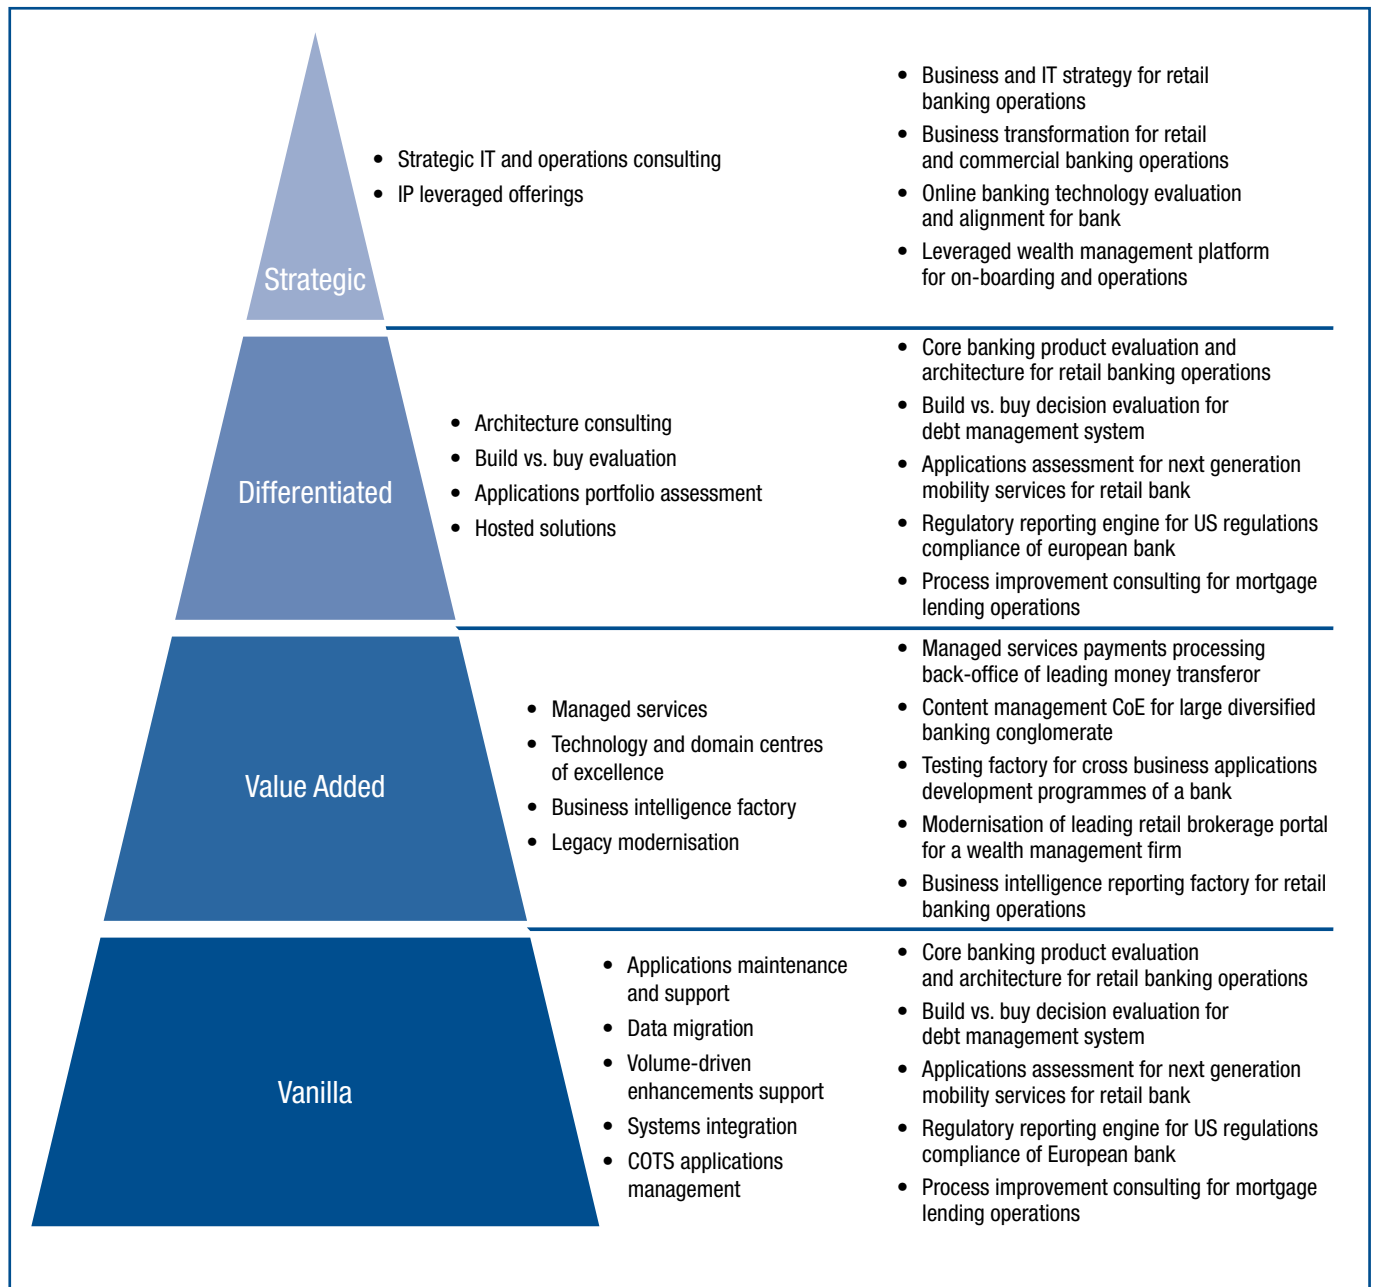 Strategic
• Strategic IT and operations consulting
• IP leveraged offerings
• Business and IT strategy for retail
banking operations
• Business transformation for retail
and commercial banking operations
• Online banking technology evaluation
and alignment for bank
• Leveraged wealth management platform
for on-boarding and operations
Differentiated
• Architecture consulting
• Build vs. buy evaluation
• Applications portfolio assessment
• Hosted solutions
• Core banking product evaluation and
architecture for retail banking operations
• Build vs. buy decision evaluation for
debt management system
• Applications assessment for next generation
mobility services for retail bank
• Regulatory reporting engine for US regulations
compliance of european bank
• Process improvement consulting for mortgage
lending operations
Value Added
• Managed services
• Technology and domain centres
of excellence
• Business intelligence factory
• Legacy modernisation
• Managed services payments processing
back-office of leading money transferor
• Content management CoE for large diversified
banking conglomerate
• Testing factory for cross business applications
development programmes of a bank
• Modernisation of leading retail brokerage portal
for a wealth management firm
• Business intelligence reporting factory for retail
banking operations
Vanilla
• Applications maintenance
and support
• Data migration
• Volume-driven
enhancements support
• Systems integration
• COTS applications
management
• Core banking product evaluation
and architecture for retail banking operations
• Build vs. buy decision evaluation for
debt management system
• Applications assessment for next generation
mobility services for retail bank
• Regulatory reporting engine for US regulations
compliance of European bank
• Process improvement consulting for mortgage
lending operations